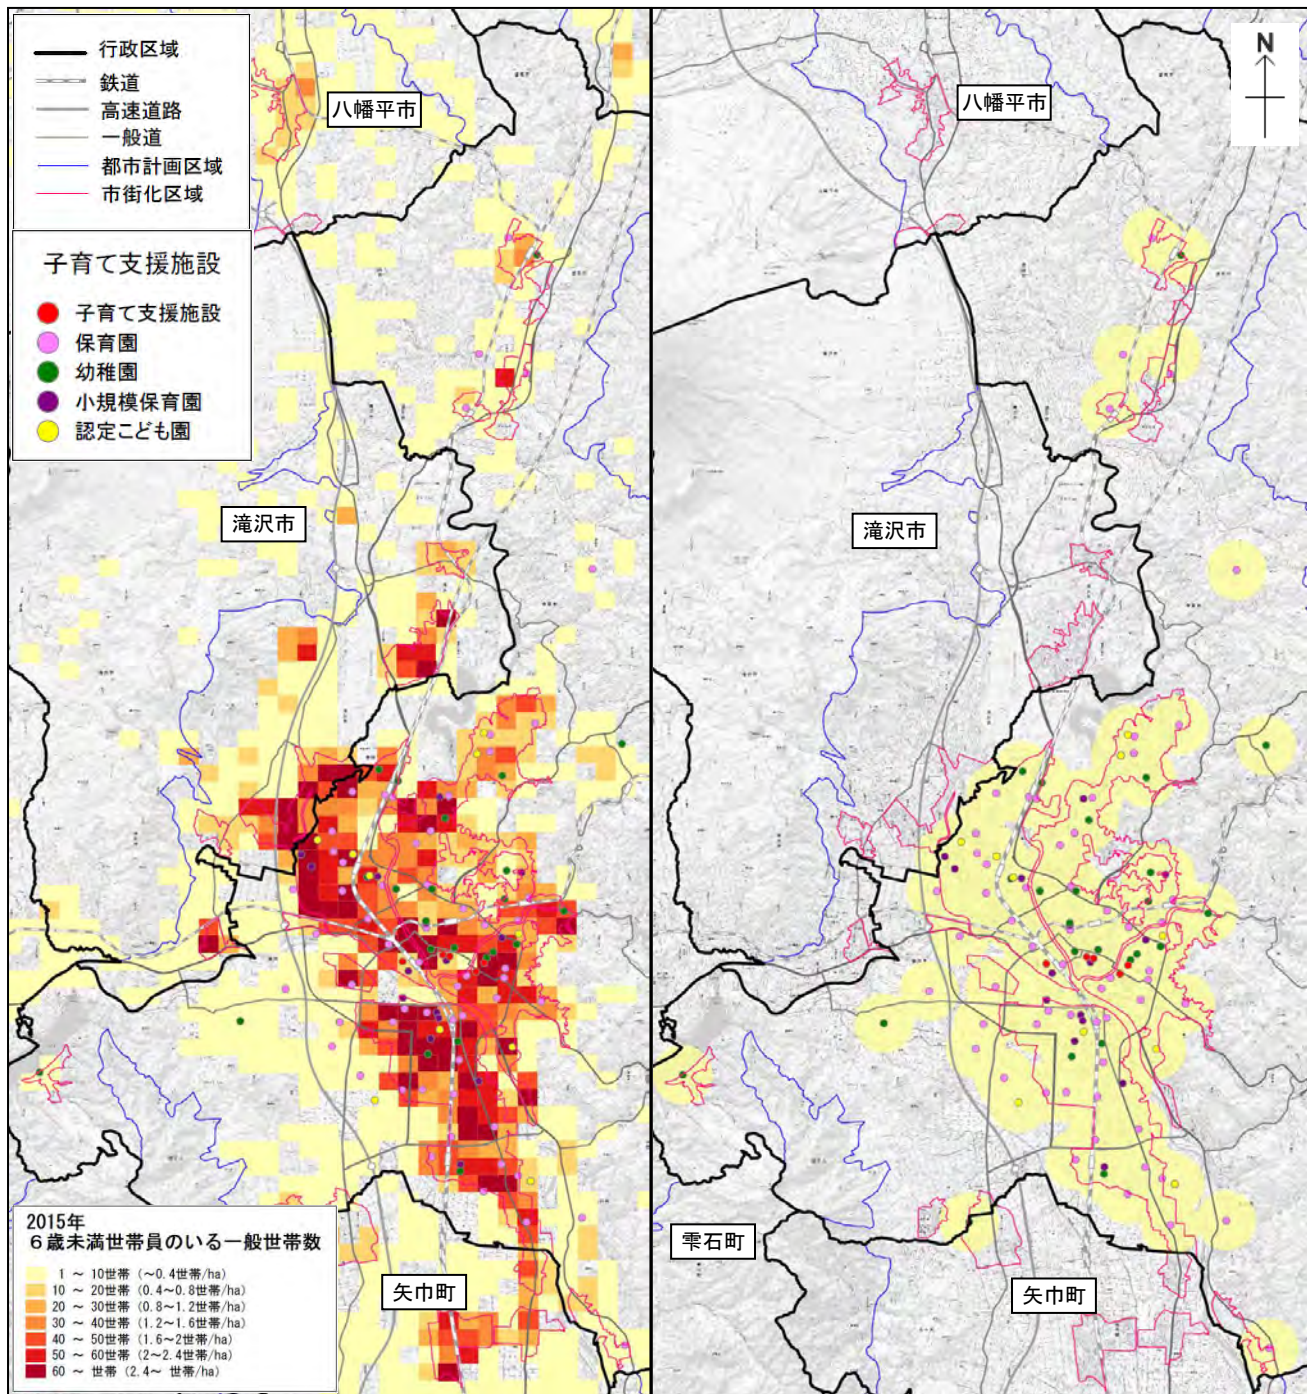 行政区域
鉄道
高速道路
一般道
都市計画区域
市街化区域
子育て支援施設
子育て支援施設
保育園
幼稚園
小規模保育園
認定こども園
八幡平市
滝沢市
矢巾町
2015年
６歳未満世帯員のいる一般世帯数
1 ～ 10世帯（～0.4世帯/ha）
10 ～ 20世帯（0.4～0.8世帯/ha）
20 ～ 30世帯（0.8～1.2世帯/ha）
30 ～ 40世帯（1.2～1.6世帯/ha）
40 ～ 50世帯（1.6～2世帯/ha）
50 ～ 60世帯（2～2.4世帯/ha）
60 ～ 世帯（2.4～ 世帯/ha）
N
八幡平市
滝沢市
雫石町
矢巾町